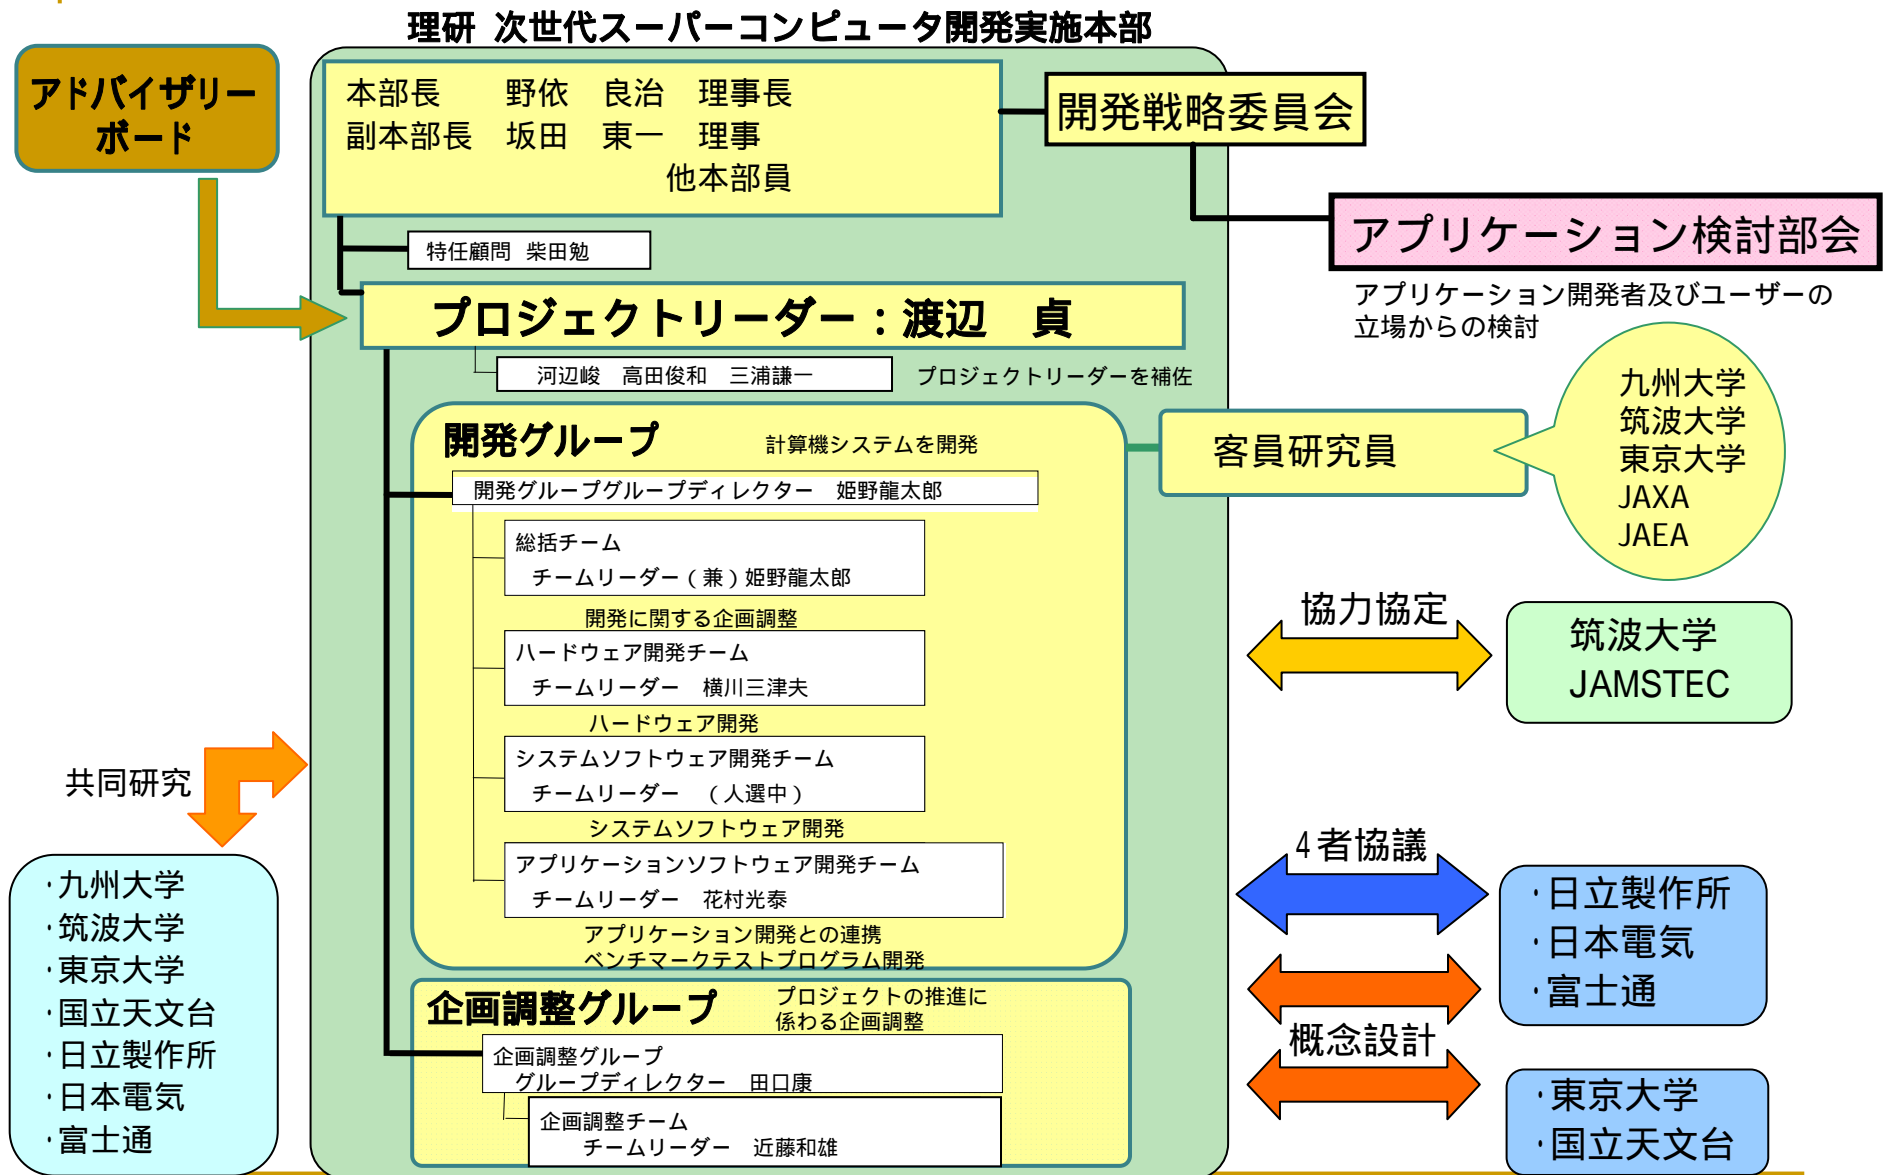 理研 次世代スーパーコンピュータ開発実施本部
アドバイザリー
ボード
本部長　　野依　良治　理事長
副本部長　坂田　東一　理事
他本部員
開発戦略委員会
アプリケーション検討部会
アプリケーション開発者及びユーザーの
立場からの検討
特任顧問 柴田勉
プロジェクトリーダー：渡辺　貞
河辺峻　高田俊和　三浦謙一
プロジェクトリーダーを補佐
開発グループ
計算機システムを開発
開発グループグループディレクター　姫野龍太郎
総括チーム
チームリーダー（兼）姫野龍太郎
開発に関する企画調整
ハードウェア開発チーム
チームリーダー　横川三津夫
ハードウェア開発
システムソフトウェア開発チーム
チームリーダー　（人選中）
システムソフトウェア開発
アプリケーションソフトウェア開発チーム
チームリーダー　花村光泰
アプリケーション開発との連携
ベンチマークテストプログラム開発
企画調整グループ
プロジェクトの推進に
係わる企画調整
企画調整グループ
グループディレクター　田口康
企画調整チーム
チームリーダー　近藤和雄
客員研究員
九州大学
筑波大学
東京大学
JAXA
JAEA
協力協定
筑波大学
JAMSTEC
4者協議
・日立製作所
・日本電気
・富士通
概念設計
・東京大学
・国立天文台
共同研究
・九州大学
・筑波大学
・東京大学
・国立天文台
・日立製作所
・日本電気
・富士通